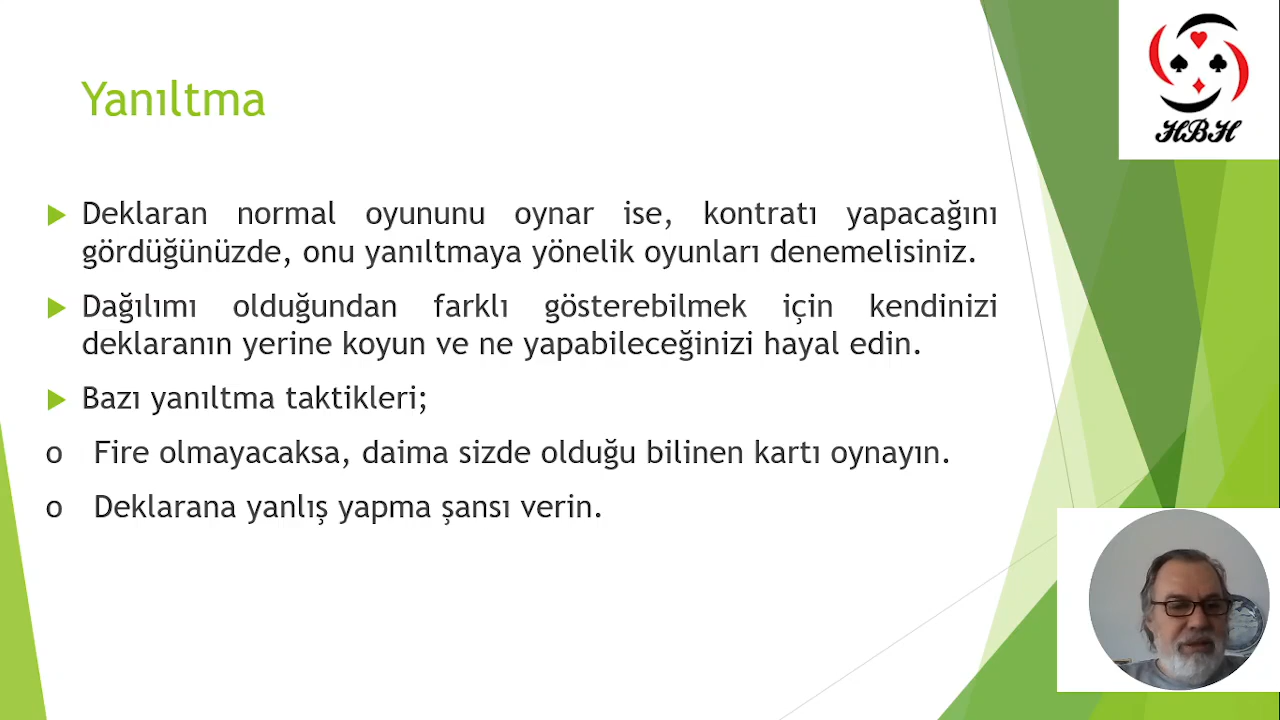 Yanıltma
HBH
Deklaran normal oyununu oynar ise, kontratı yapacağını
gördüğünüzde, onu yanıltmaya yönelik oyunları denemelisiniz.
Dağılımı olduğundan farklı gösterebilmek için kendinizi
deklaranın yerine koyun ve ne yapabileceğinizi hayal edin.
Bazı yanıltma taktikleri;
o Fire olmayacaksa, daima sizde olduğu bilinen kartı oynayın.
o Deklarana yanlış yapma şansı verin.